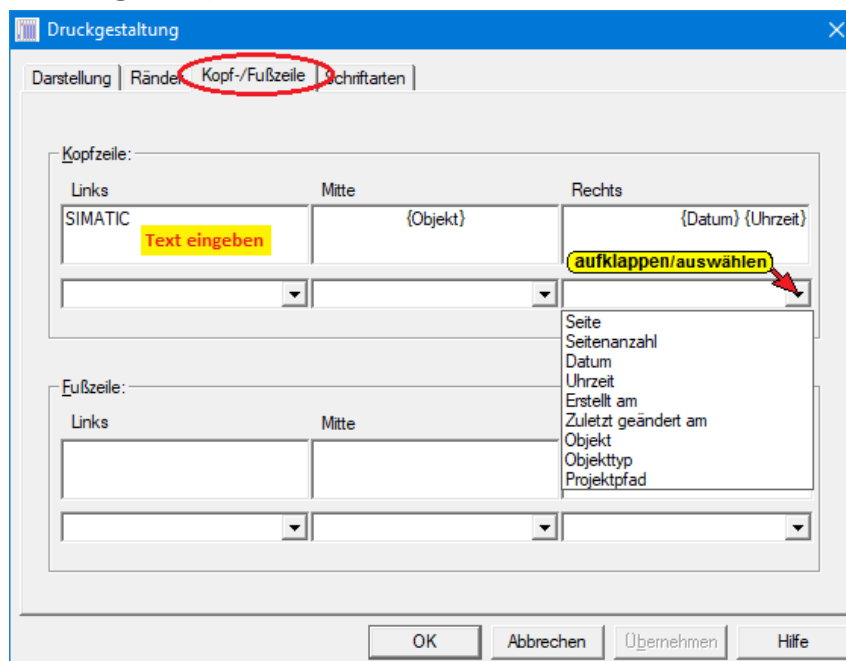 Druckgestaltung
Darstellung Ränder Kopf-/Fußzeile Schriftarten
Kopfzeile:
Links Mitte Rechts
SIMATIC {Objekt} {Datum} {Uhrzeit}
Text eingeben
aufklappen/auswählen
Seite
Seitenanzahl
Datum
Uhrzeit
Erstellt am
Zuletzt geändert am
Objekt
Objekttyp
Projektpfad
Fußzeile:
Links Mitte
OK Abbrechen Übernehmen Hilfe